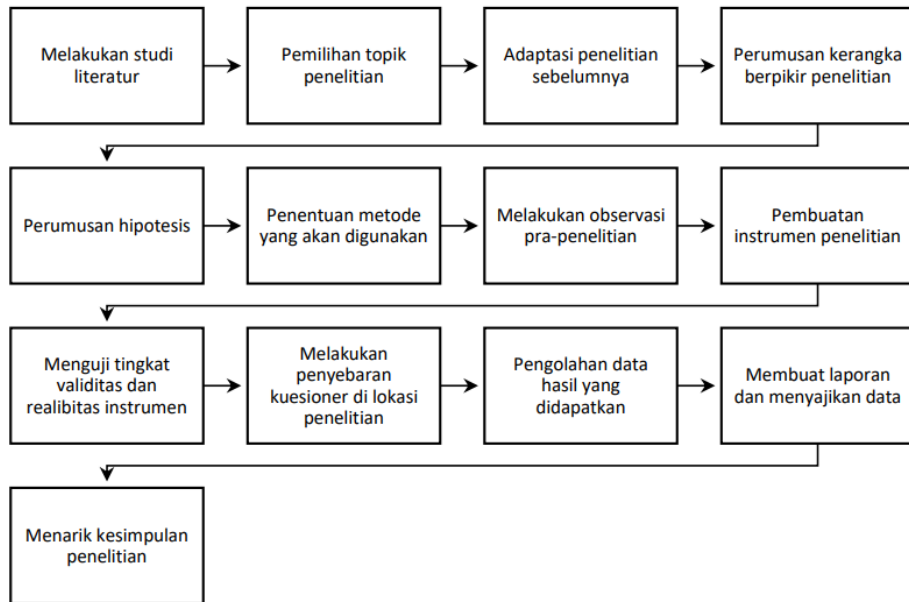 Melakukan studi
literatur
Pemilihan topik
penelitian
Adaptasi penelitian
sebelumnya
Perumusan kerangka
berpikir penelitian
Perumusan hipotesis
Penentuan metode
yang akan digunakan
Melakukan observasi
pra-penelitian
Pembuatan
instrumen penelitian
Menguji tingkat
validitas dan
realibitas instrumen
Melakukan
penyebaran
kuesioner di lokasi
penelitian
Pengolahan data
hasil yang
didapatkan
Membuat laporan
dan menyajikan data
Menarik kesimpulan
penelitian